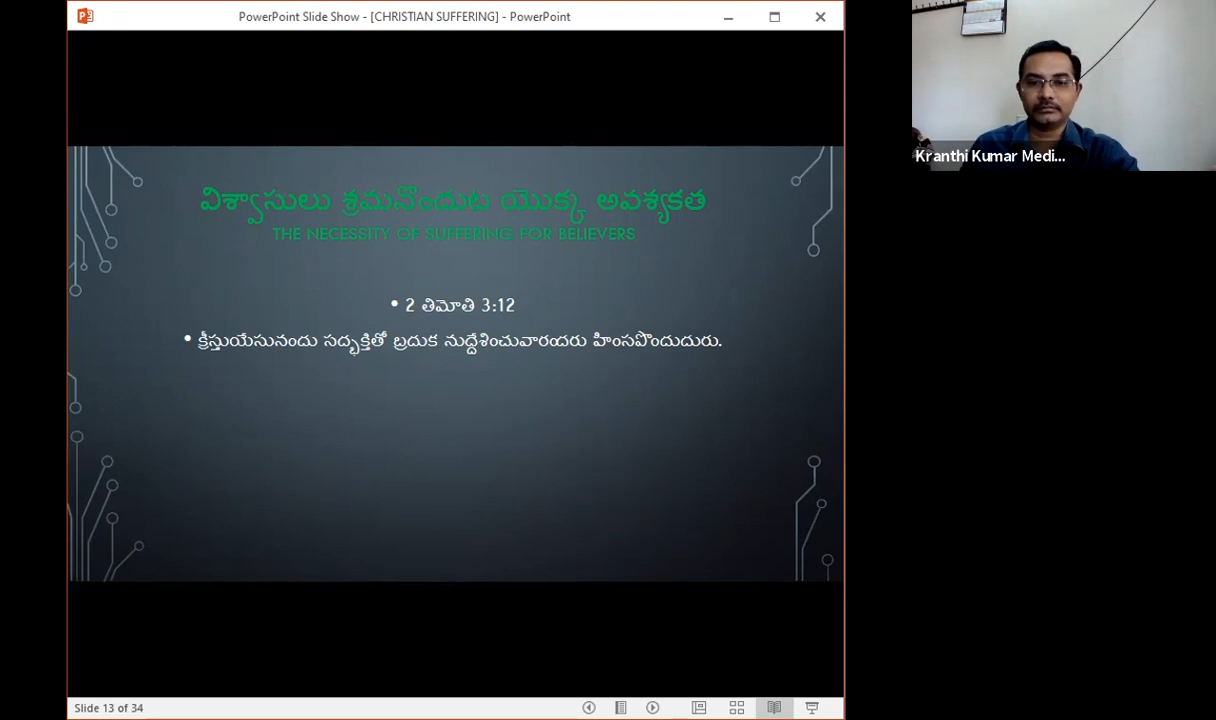 PowerPoint Slide Show - [CHRISTIAN SUFFERING] - PowerPoint
Kranthi Kumar Medi...
విశ్వాసులు శ్రమనొందుట యొక్క అవశ్యకత
THE NECESSITY OF SUFFERING FOR BELIEVERS
• 2 తిమోతి 3:12
• క్రీస్తుయేసునందు సద్భక్తితో బ్రదుక నుద్దేశించువారందరు హింసపొందుదురు.
Slide 13 of 34